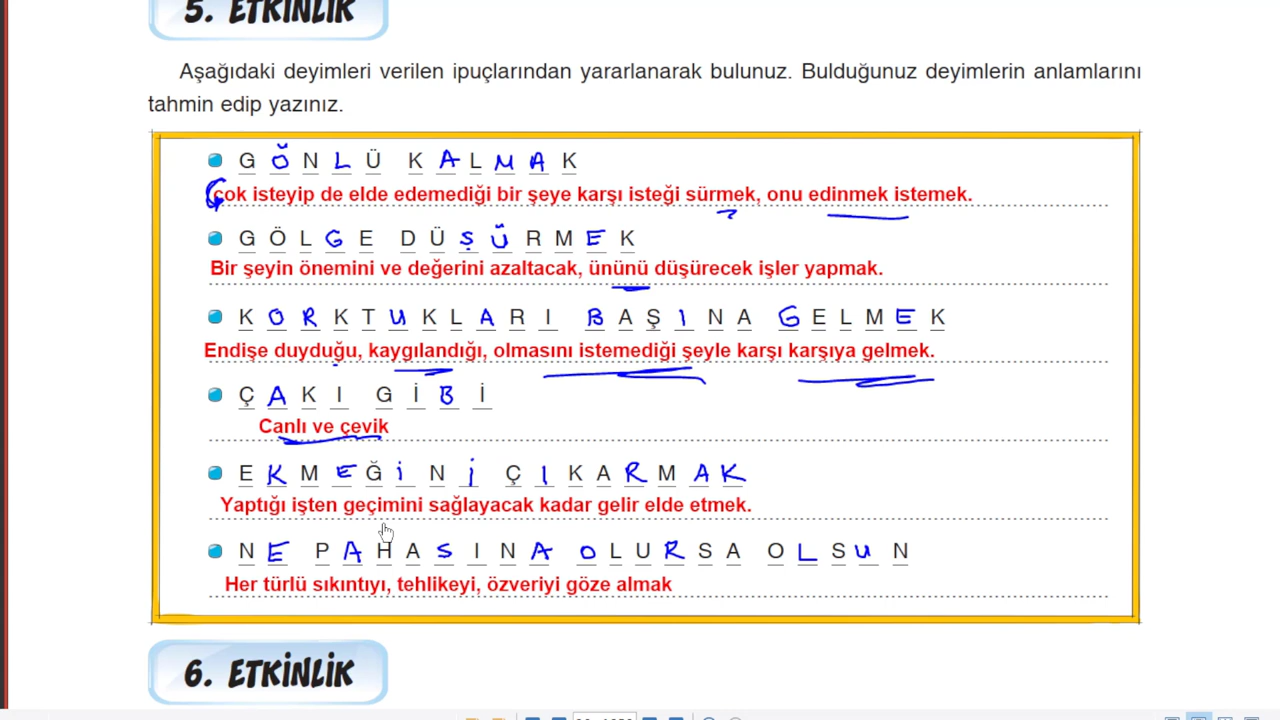 5. ETKİNLİK
Aşağıdaki deyimleri verilen ipuçlarından yararlanarak bulunuz. Bulduğunuz deyimlerin anlamlarını
tahmin edip yazınız.
GÖNLÜ KALMAK
Çok isteyip de elde edemediği bir şeye karşı isteği sürmek, onu edinmek istemek.
GÖLGE DÜŞÜRMEK
Bir şeyin önemini ve değerini azaltacak, ününü düşürecek işler yapmak.
KORKTUKLARI BAŞINA GELMEK
Endişe duyduğu, kaygılandığı, olmasını istemediği şeyle karşı karşıya gelmek.
ÇAKI GİBİ
Canlı ve çevik
EKMEĞİNİ ÇIKARMAK
Yaptığı işten geçimini sağlayacak kadar gelir elde etmek.
NE PAHASINA OLURSA OLSUN
Her türlü sıkıntıyı, tehlikeyi, özveriyi göze almak
6. ETKİNLİK